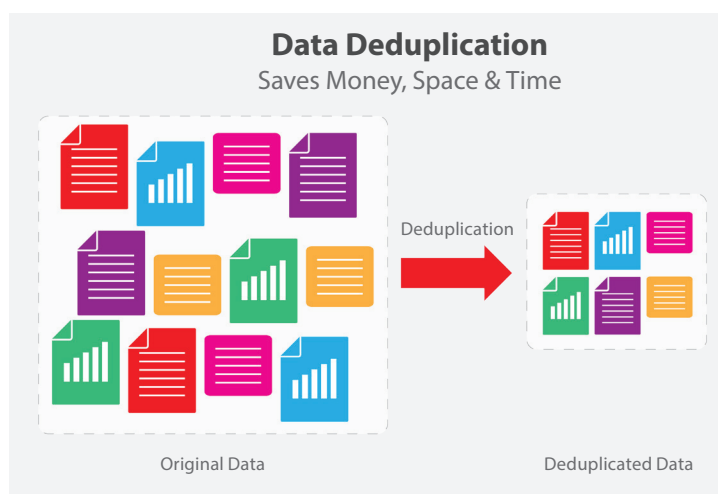 Data Deduplication
Saves Money, Space & Time
Deduplication
Original Data
Deduplicated Data